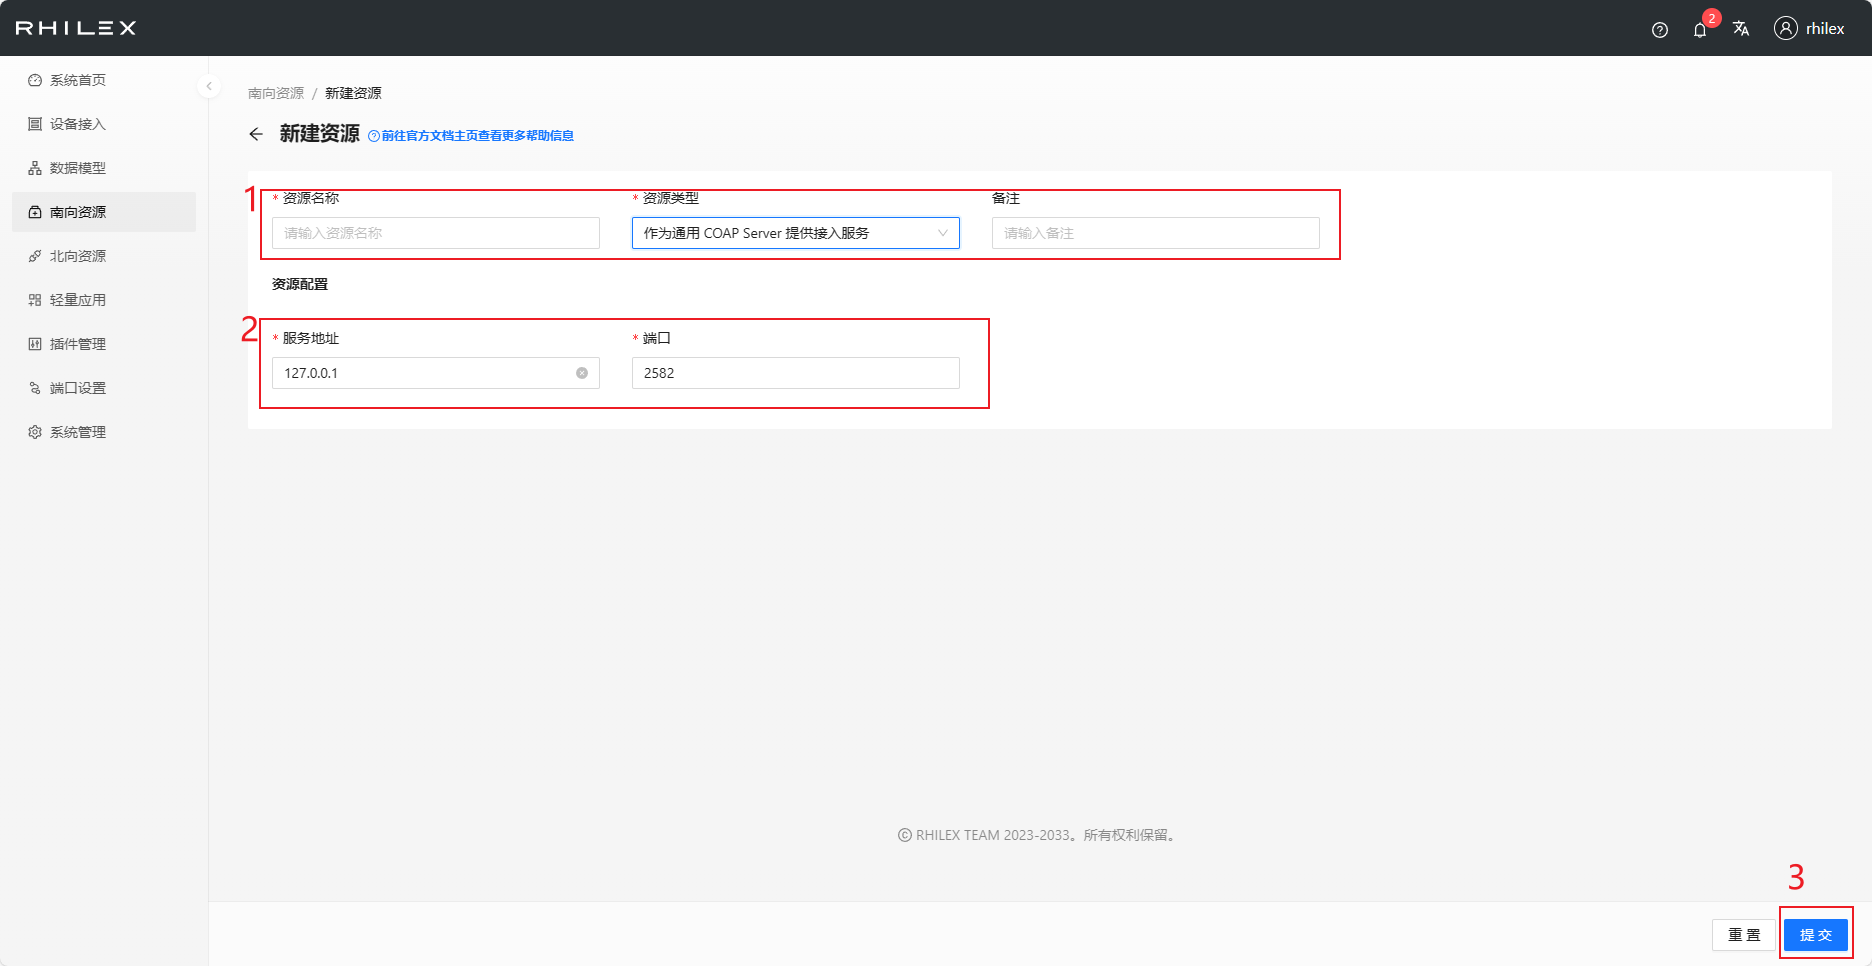 RHILEX
2
rhilex
系统首页
设备接入
数据模型
南向资源
北向资源
轻量应用
插件管理
端口设置
系统管理
南向资源 / 新建资源
新建资源 前往官方文档主页查看更多帮助信息
1
* 资源名称 * 资源类型 备注
请输入资源名称 作为通用 COAP Server 提供接入服务 请输入备注
资源配置
2
* 服务地址 * 端口
127.0.0.1 2582
© RHILEX TEAM 2023-2033。所有权利保留。
3
重 置 提 交